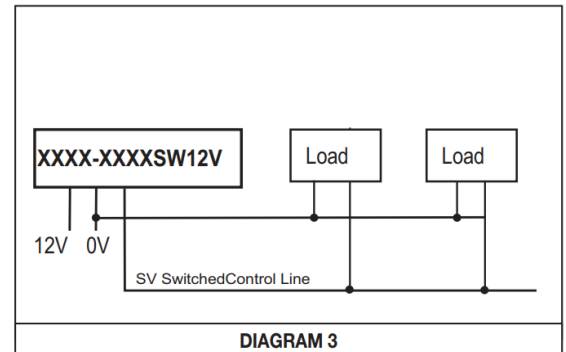 XXXX-XXXXSW12V
Load
Load
12V
0V
SV SwitchedControl Line
DIAGRAM 3